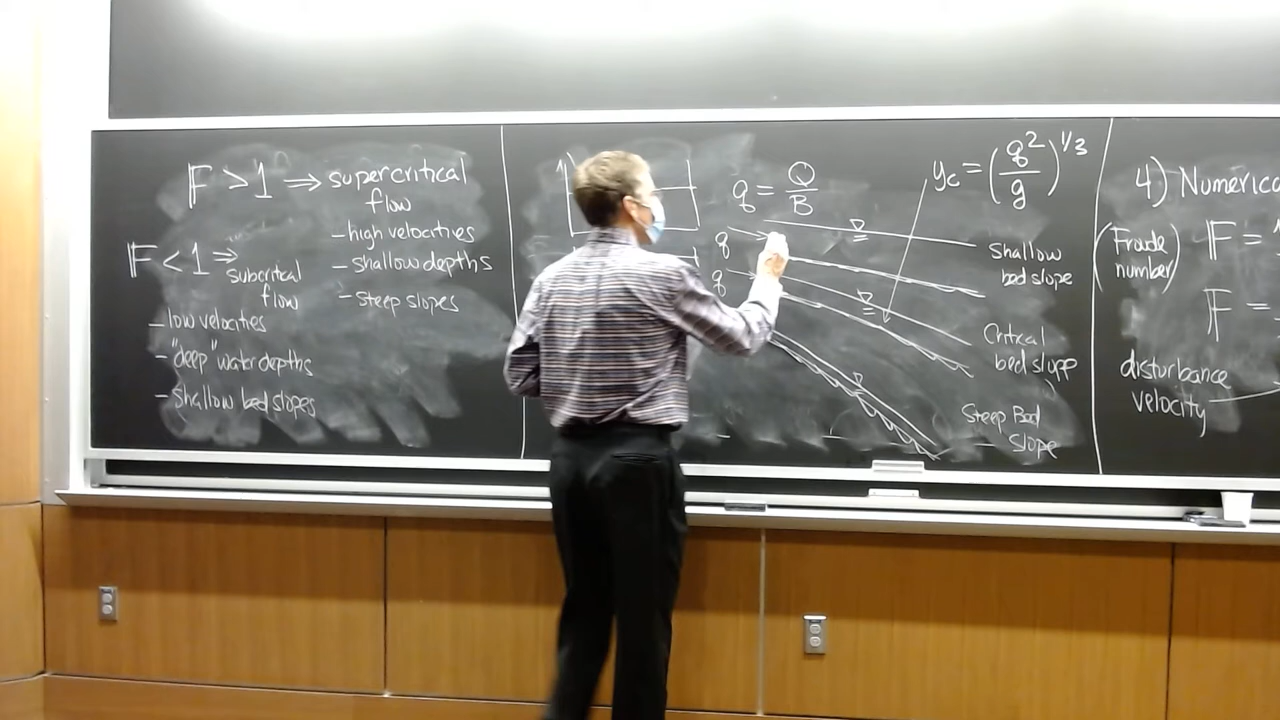 F > 1 ⇒ supercritical
flow
– high velocities
– shallow depths
– steep slopes
F < 1 ⇒
subcritical
flow
– low velocities
– "deep" water depths
– shallow bed slopes
q = Q/B
y_c = (q²/g)^1/3
q
q
Shallow
bed slope
Critical
bed slope
Steep Bed
Slope
4) Numerica
(Froude
number)
F =
F =
disturbance
velocity